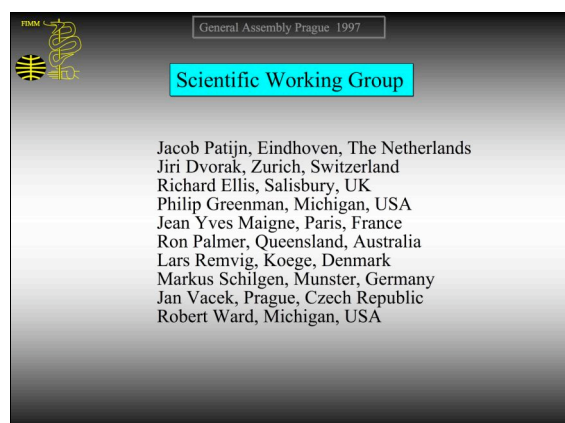 FIMM
General Assembly Prague 1997
Scientific Working Group
Jacob Patijn, Eindhoven, The Netherlands
Jiri Dvorak, Zurich, Switzerland
Richard Ellis, Salisbury, UK
Philip Greenman, Michigan, USA
Jean Yves Maigne, Paris, France
Ron Palmer, Queensland, Australia
Lars Remvig, Koege, Denmark
Markus Schilgen, Munster, Germany
Jan Vacek, Prague, Czech Republic
Robert Ward, Michigan, USA